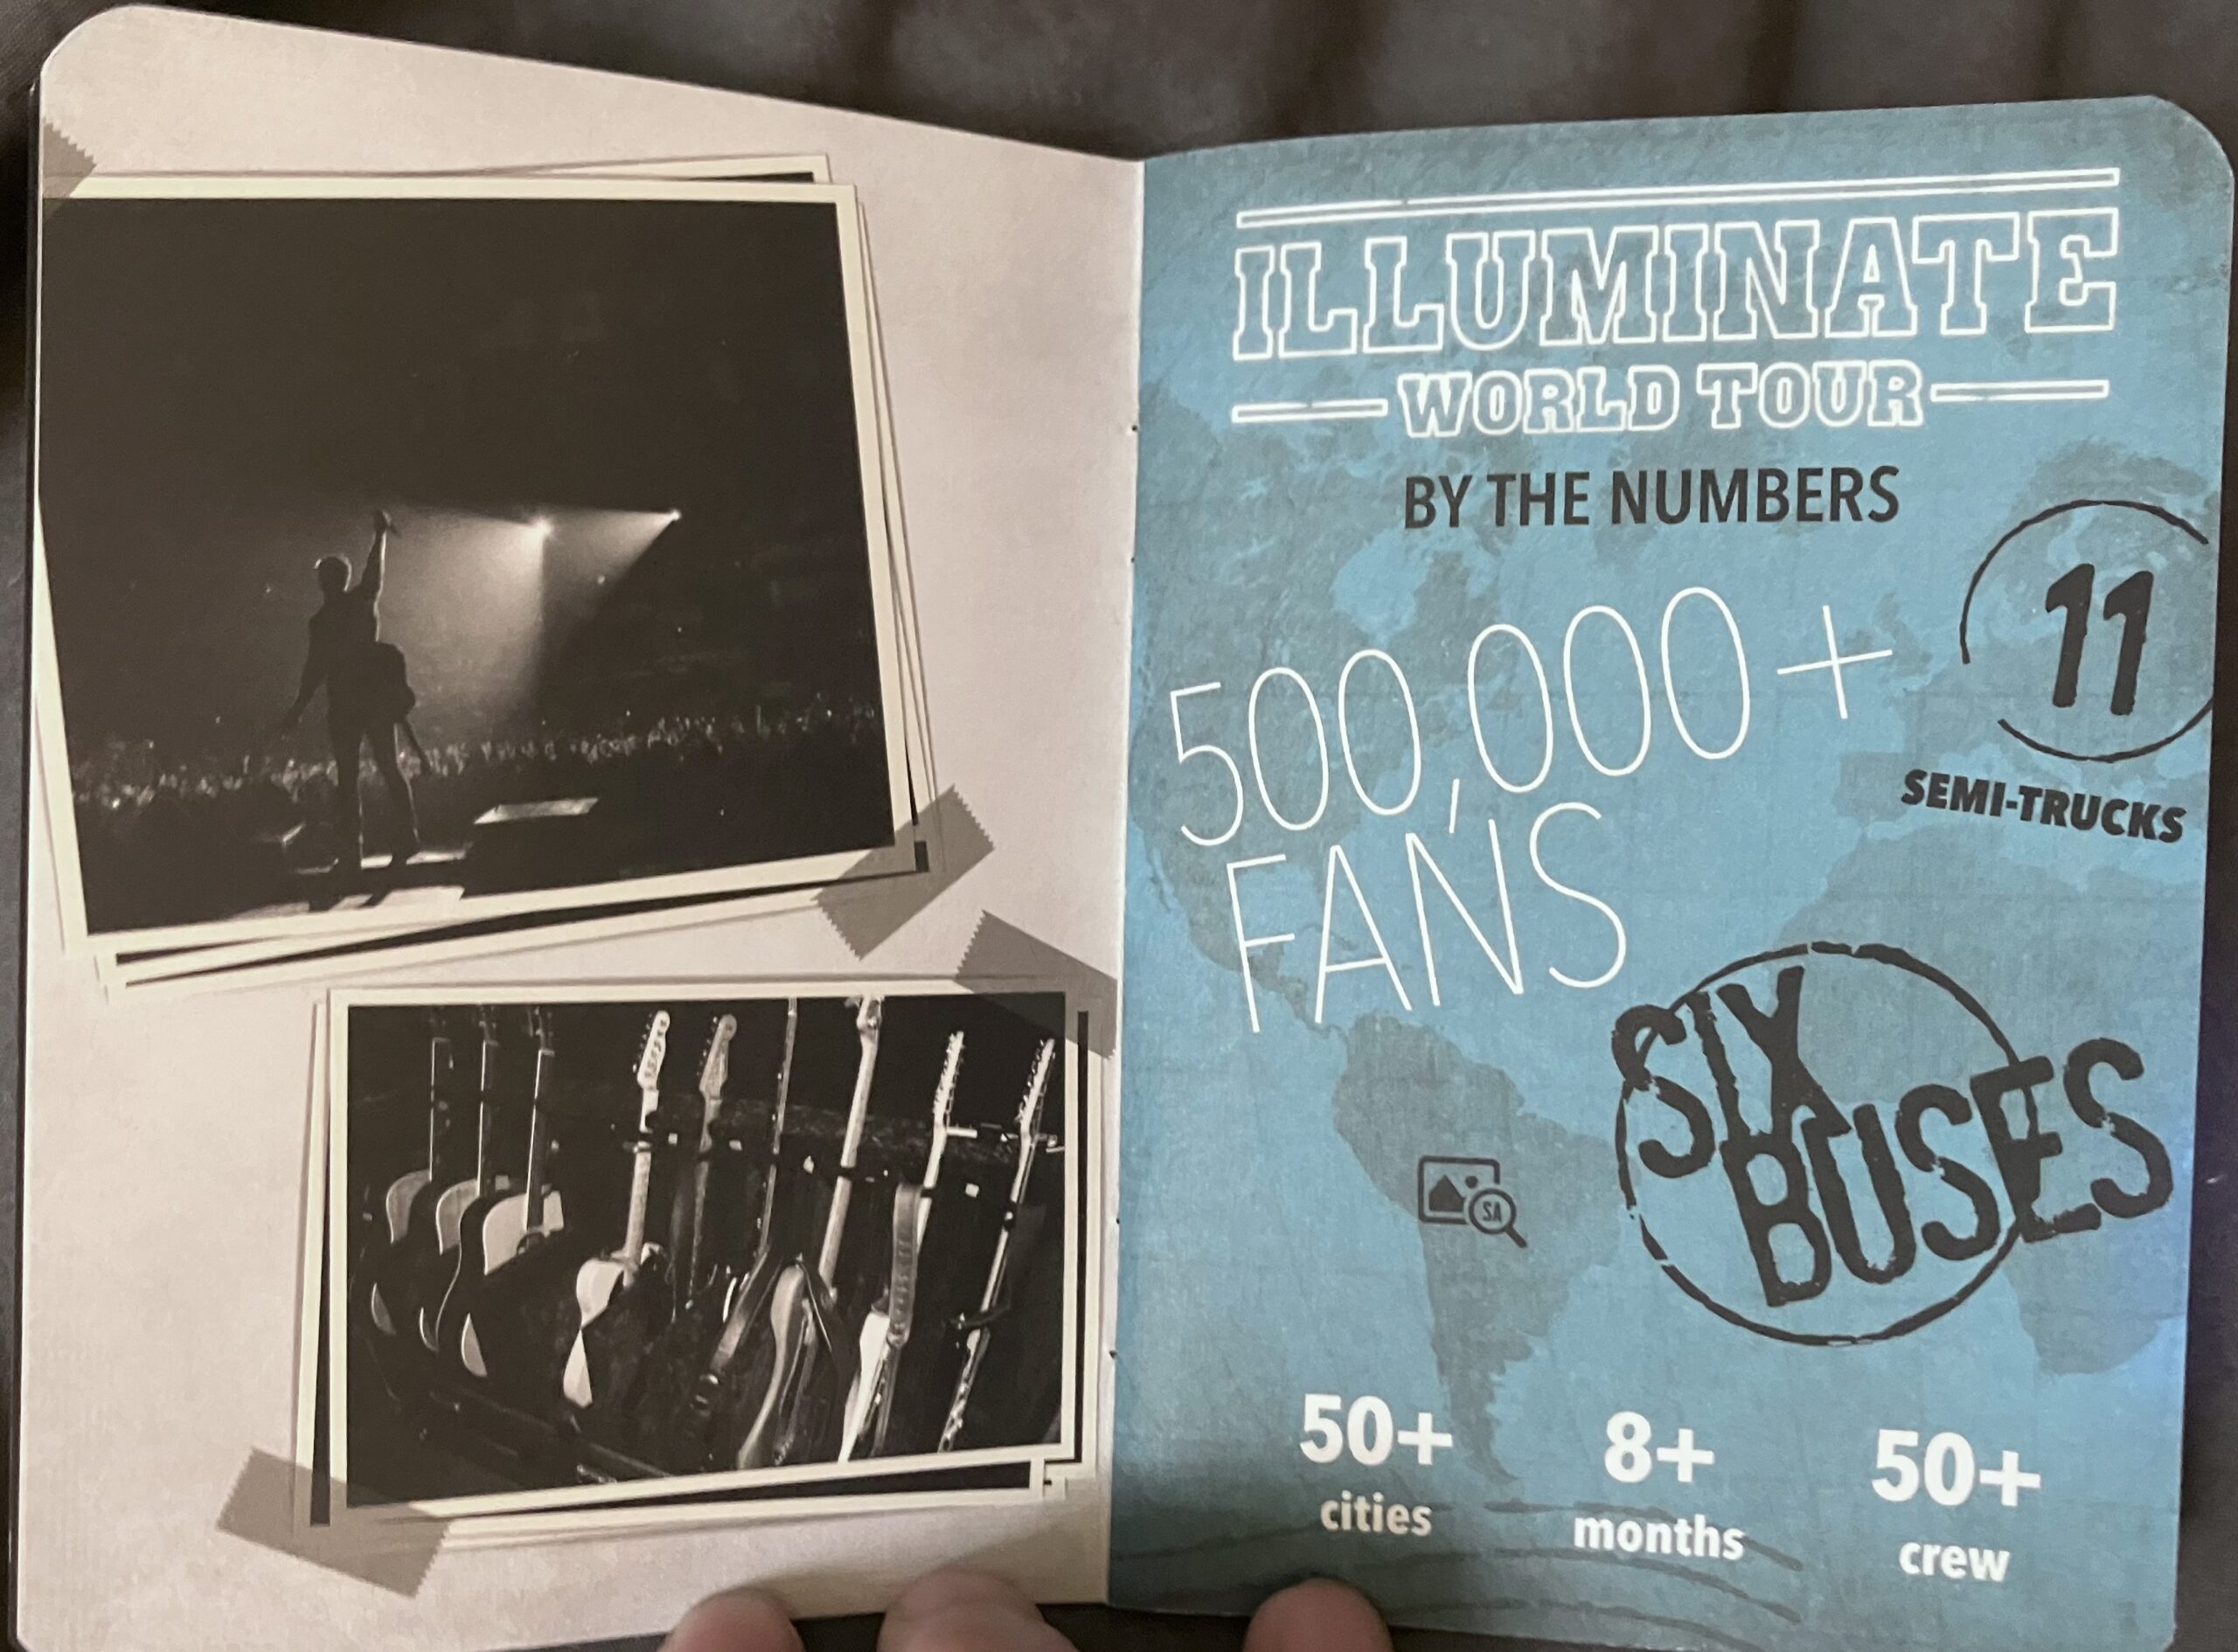 ILLUMINATE
WORLD TOUR
BY THE NUMBERS
500,000+
FANS
11
SEMI-TRUCKS
SIX
BUSES
SA
50+
cities
8+
months
50+
crew